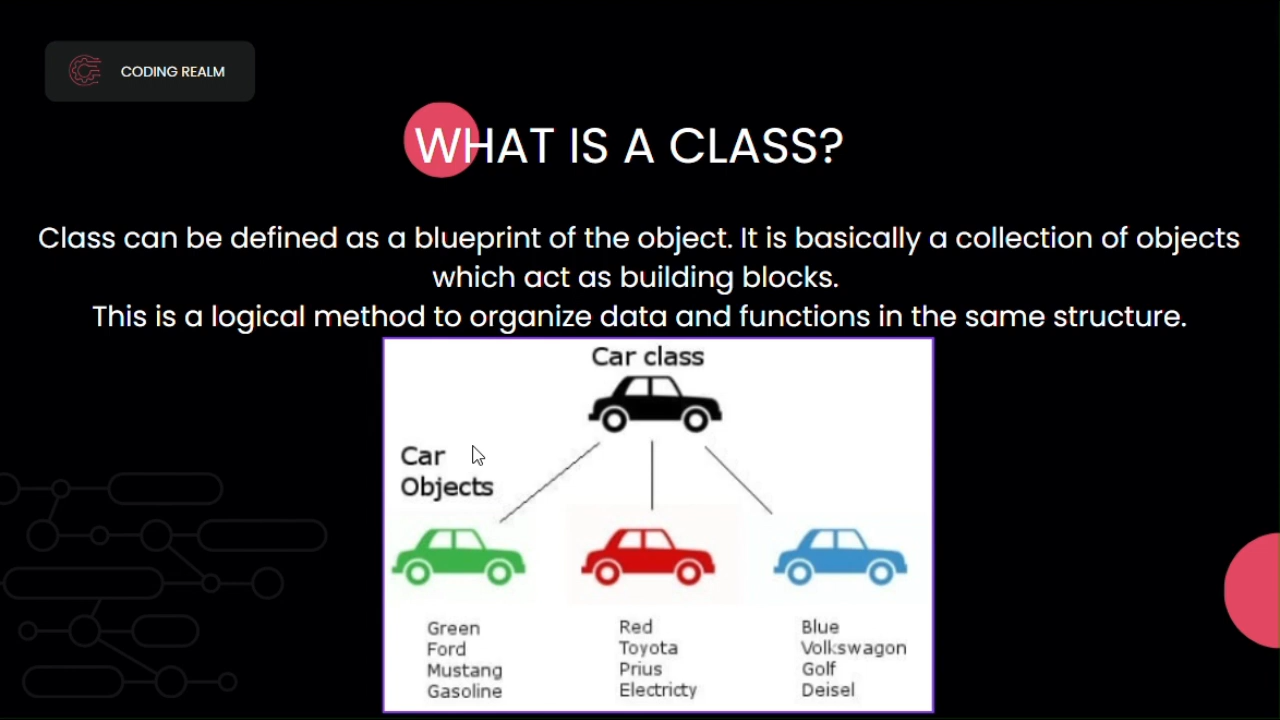 CODING REALM
WHAT IS A CLASS?
Class can be defined as a blueprint of the object. It is basically a collection of objects
which act as building blocks.
This is a logical method to organize data and functions in the same structure.
Car class
Car
Objects
Green
Ford
Mustang
Gasoline
Red
Toyota
Prius
Electricty
Blue
Volkswagon
Golf
Deisel